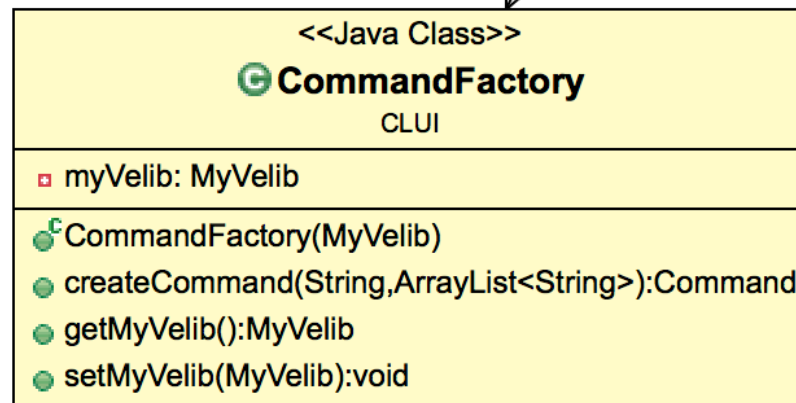 <<Java Class>>
CommandFactory
CLUI
myVelib: MyVelib
CommandFactory(MyVelib)
createCommand(String,ArrayList<String>):Command
getMyVelib():MyVelib
setMyVelib(MyVelib):void